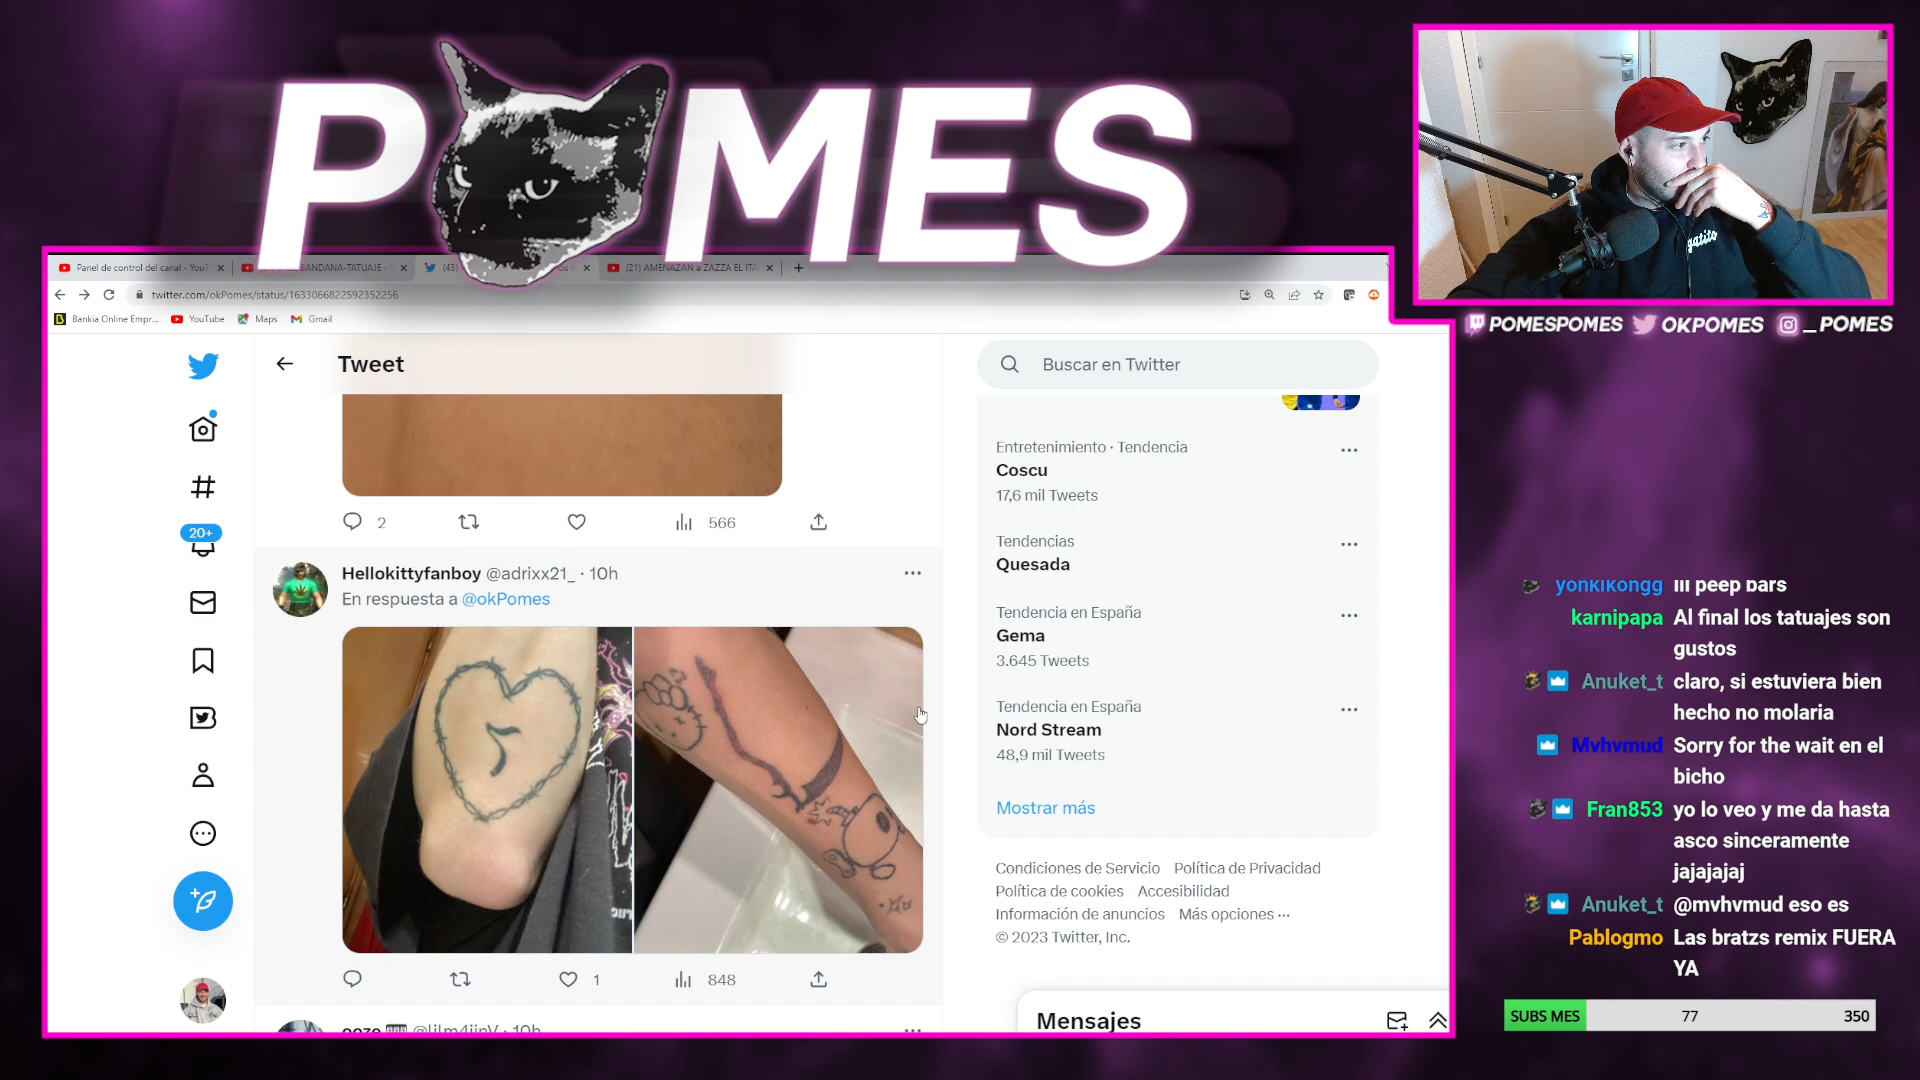 POMES
Panel de control del canal - YouT
BANDANA-TATUAJE -
(43)
(21) AMENAZAN a ZAZZA EL ITA
twitter.com/okPomes/status/1633066822592352256
Bankia Online Empr...
YouTube
Maps
Gmail
Tweet
Buscar en Twitter
2
566
20+
Hellokittyfanboy @adrixx21_ · 10h
En respuesta a @okPomes
1
848
@lilm4iinV · 10h
Entretenimiento · Tendencia
Coscu
17,6 mil Tweets
Tendencias
Quesada
Tendencia en España
Gema
3.645 Tweets
Tendencia en España
Nord Stream
48,9 mil Tweets
Mostrar más
Condiciones de Servicio Política de Privacidad
Política de cookies Accesibilidad
Información de anuncios Más opciones ···
© 2023 Twitter, Inc.
Mensajes
gatito
POMESPOMES OKPOMES _POMES
yonkikongg lil peep bars
karnipapa Al final los tatuajes son
gustos
Anuket_t claro, si estuviera bien
hecho no molaria
Mvhvmud Sorry for the wait en el
bicho
Fran853 yo lo veo y me da hasta
asco sinceramente
jajajajaj
Anuket_t @mvhvmud eso es
Pablogmo Las bratzs remix FUERA
YA
SUBS MES 77 350